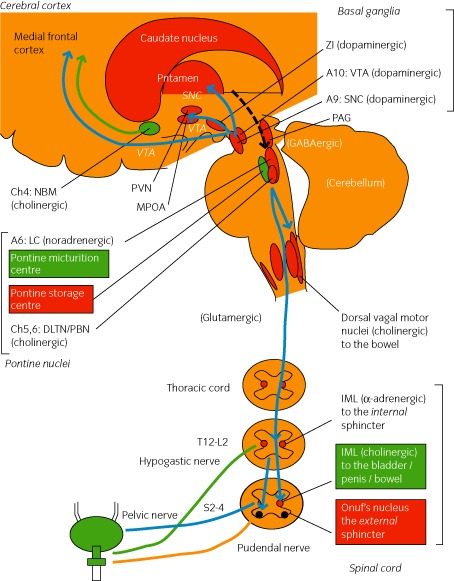 Cerebral cortex
Basal ganglia
Medial frontal
cortex
Caudate nucleus
ZI (dopaminergic)
Pntamen
A10: VTA (dopaminergic)
SNC
A9: SNC (dopaminergic)
PAG
VTA
(GABAergic)
VTA
Ch4: NBM
(cholinergic)
PVN
MPOA
(Cerebellum)
A6: LC (noradrenergic)
Pontine micturition
centre
Pontine storage
centre
Ch5,6: DLTN/PBN
(cholinergic)
Pontine nuclei
(Glutamergic)
Dorsal vagal motor
nuclei (cholinergic)
to the bowel
Thoracic cord
IML (α-adrenergic)
to the internal
sphincter
T12-L2
Hypogastic nerve
IML (cholinergic)
to the bladder /
penis / bowel
Pelvic nerve
S2-4
Onuf's nucleus
the external
sphincter
Pudendal nerve
Spinal cord